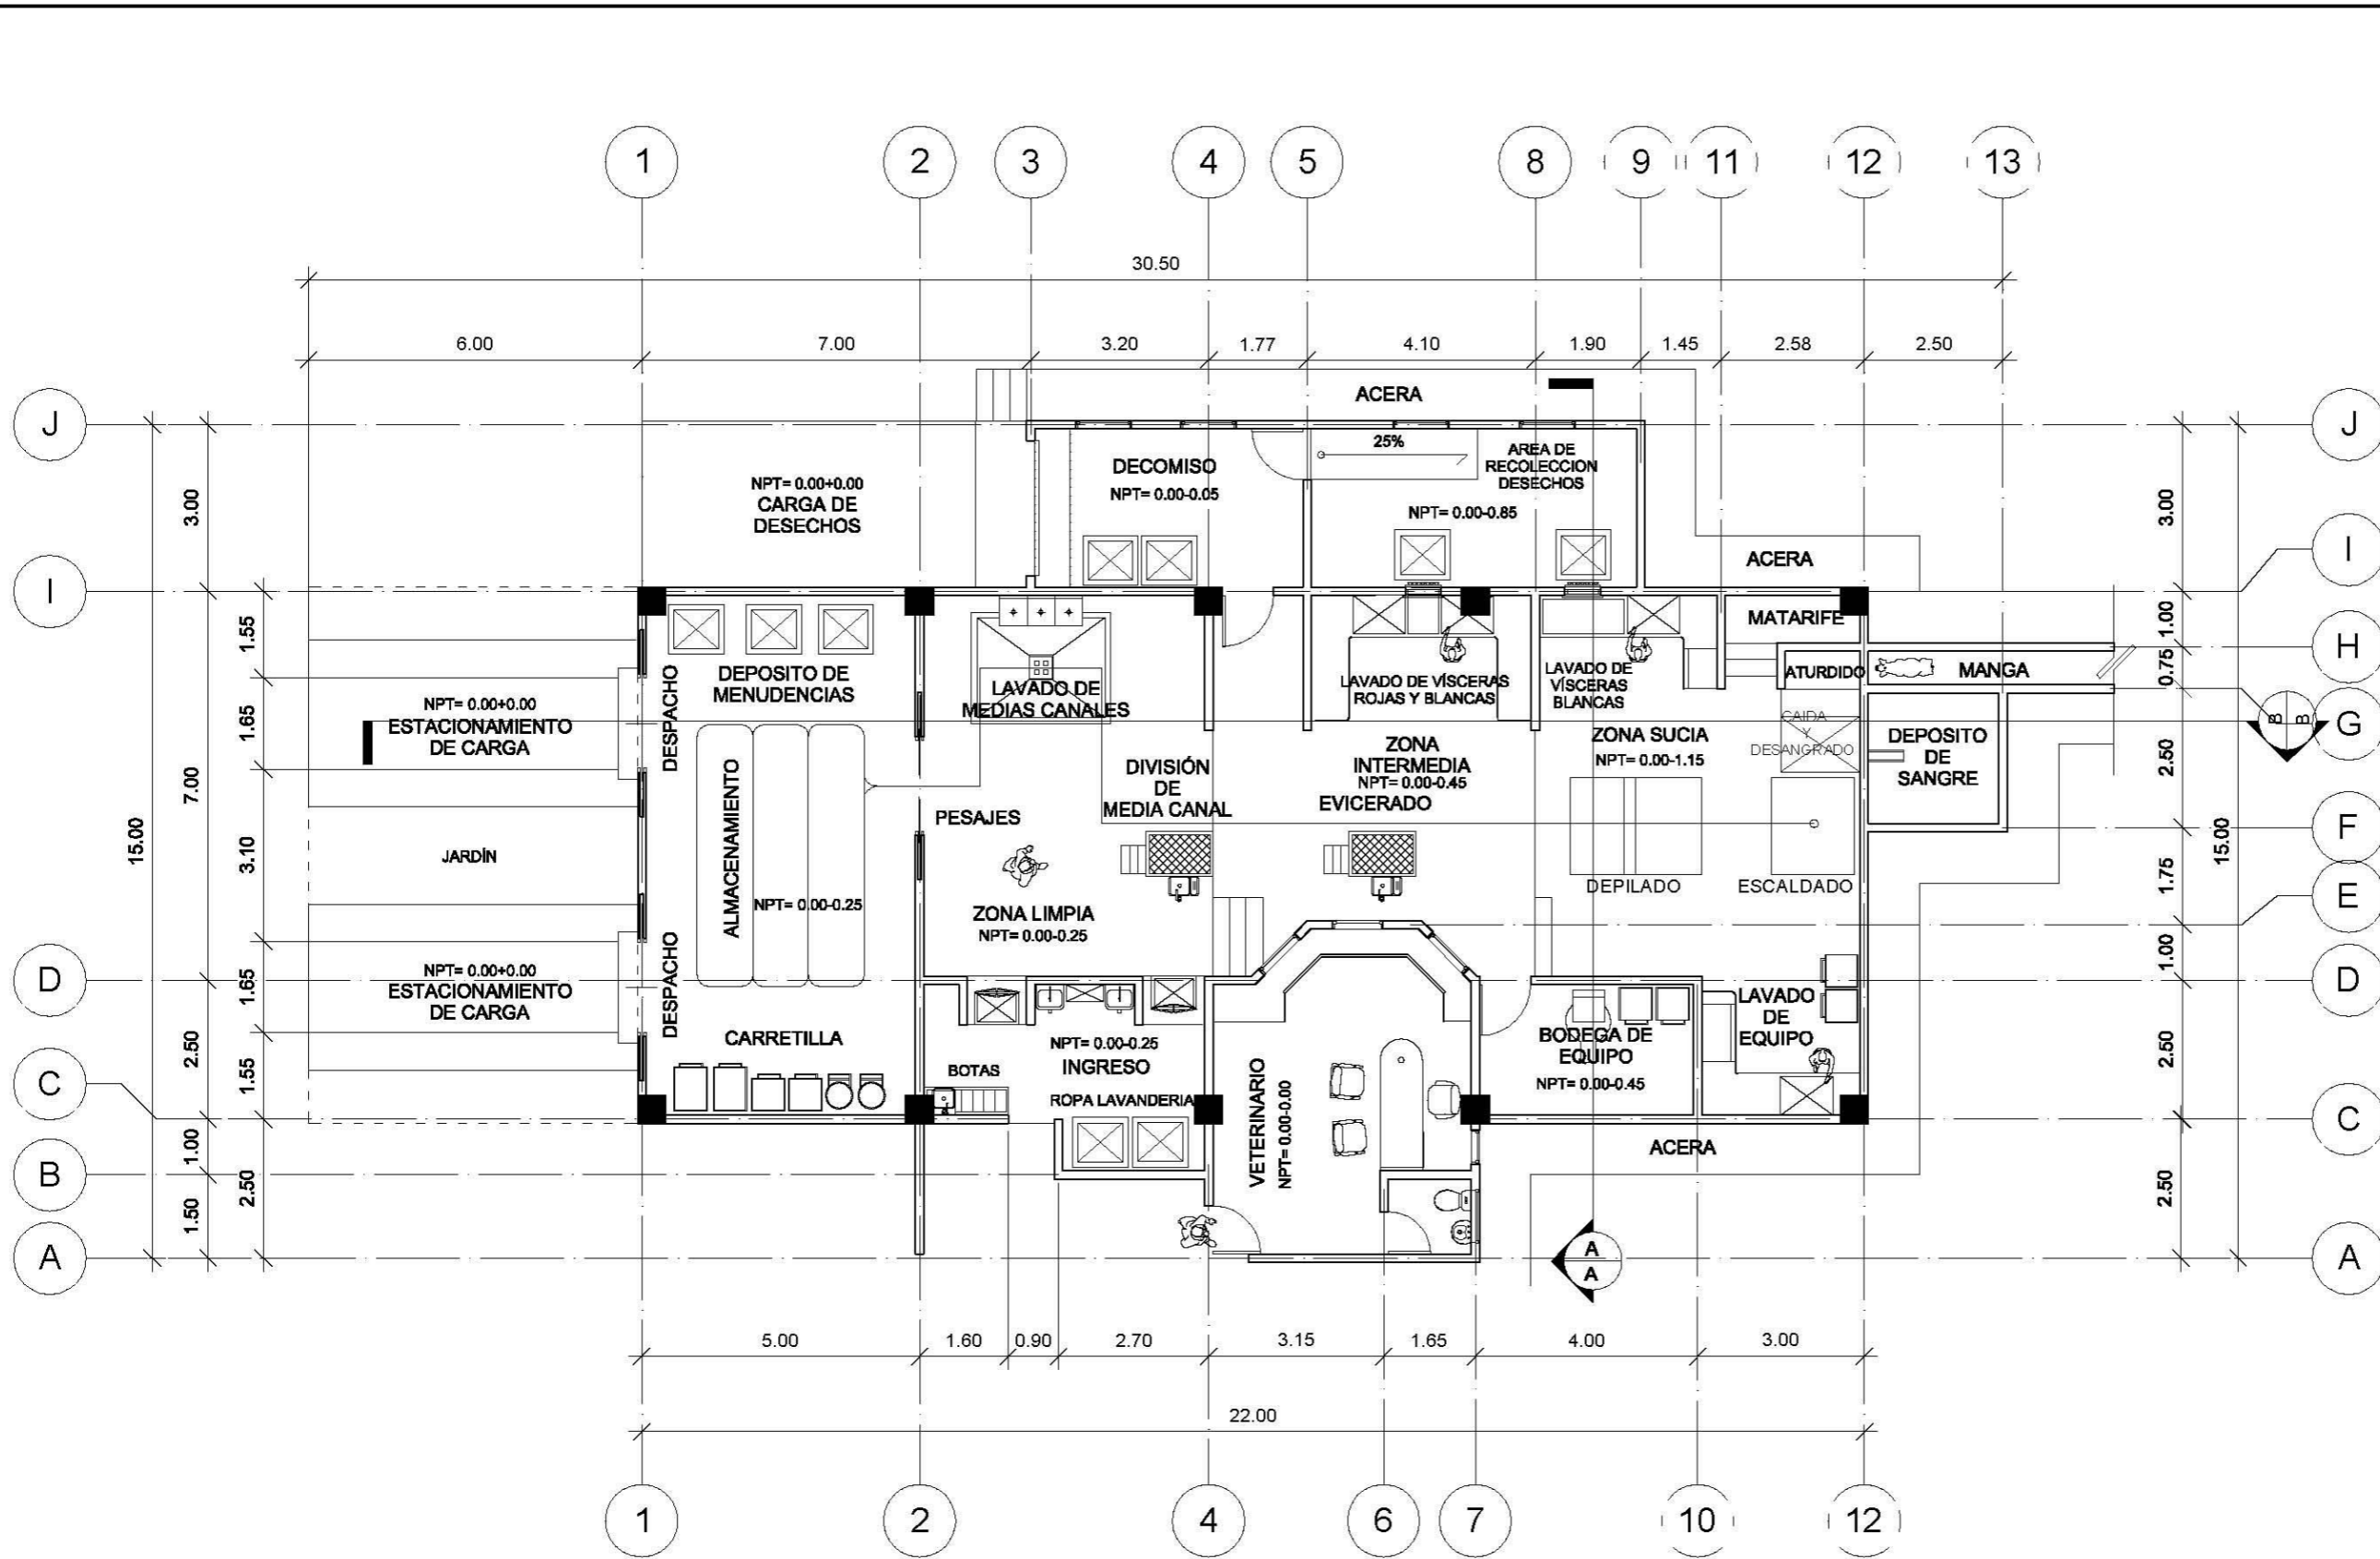 1 2 3 4 5 8 9 11 12 13
30.50
6.00 7.00 3.20 1.77 4.10 1.90 1.45 2.58 2.50
ACERA
J J
25%
AREA DE
RECOLECCION
DESECHOS
DECOMISO
NPT= 0.00-0.05
NPT= 0.00+0.00
CARGA DE
DESECHOS
NPT= 0.00-0.85
3.00 3.00
ACERA
I I
MATARIFE
1.55 1.00
H
ATURDIDO
MANGA
0.75
DEPOSITO DE
MENUDENCIAS
LAVADO DE
MEDIAS CANALES
LAVADO DE VÍSCERAS
ROJAS Y BLANCAS
LAVADO DE
VÍSCERAS
BLANCAS
DESPACHO
NPT= 0.00+0.00
ESTACIONAMIENTO
DE CARGA
1.65
CAIDA
Y
DESANGRADO
B B
G
ZONA
INTERMEDIA
NPT= 0.00-0.45
EVICERADO
ZONA SUCIA
NPT= 0.00-1.15
DEPOSITO
DE
SANGRE
2.50
7.00
DIVISIÓN
DE
MEDIA CANAL
PESAJES
ALMACENAMIENTO
F
15.00 15.00
3.10
JARDÍN
1.75
DEPILADO
ESCALDADO
E
NPT= 0.00-0.25
ZONA LIMPIA
NPT= 0.00-0.25
1.00
D D
1.65
NPT= 0.00+0.00
ESTACIONAMIENTO
DE CARGA
DESPACHO
LAVADO
DE
EQUIPO
CARRETILLA
NPT= 0.00-0.25
INGRESO
BODEGA DE
EQUIPO
NPT= 0.00-0.45
2.50 2.50
1.55
BOTAS
ROPA LAVANDERIA
VETERINARIO
NPT= 0.00-0.00
C C
ACERA
1.00
B
2.50 2.50
1.50
A A
A
A
5.00 1.60 0.90 2.70 3.15 1.65 4.00 3.00
22.00
1 2 4 6 7 10 12